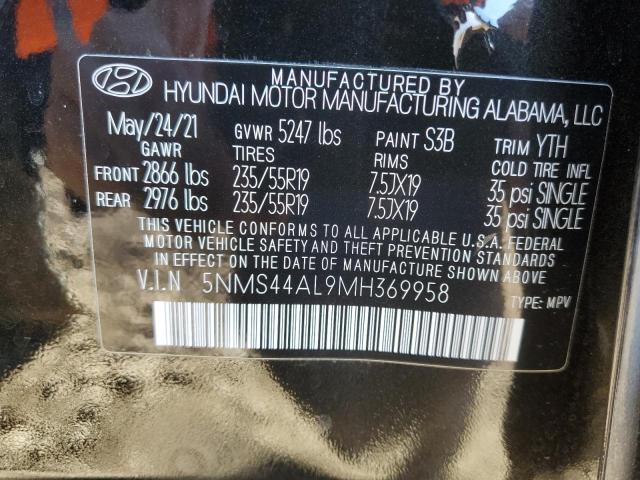 MANUFACTURED BY
HYUNDAI MOTOR MANUFACTURING ALABAMA, LLC
May/24/21 GVWR 5247 lbs PAINT S3B TRIM YTH
GAWR TIRES RIMS COLD TIRE INFL
FRONT 2866 lbs 235/55R19 7.5JX19 35 psi SINGLE
REAR 2976 lbs 235/55R19 7.5JX19 35 psi SINGLE
THIS VEHICLE CONFORMS TO ALL APPLICABLE U.S.A. FEDERAL
MOTOR VEHICLE SAFETY AND THEFT PREVENTION STANDARDS
IN EFFECT ON THE DATE OF MANUFACTURE SHOWN ABOVE.
V.I.N 5NMS44AL9MH369958 TYPE: MPV